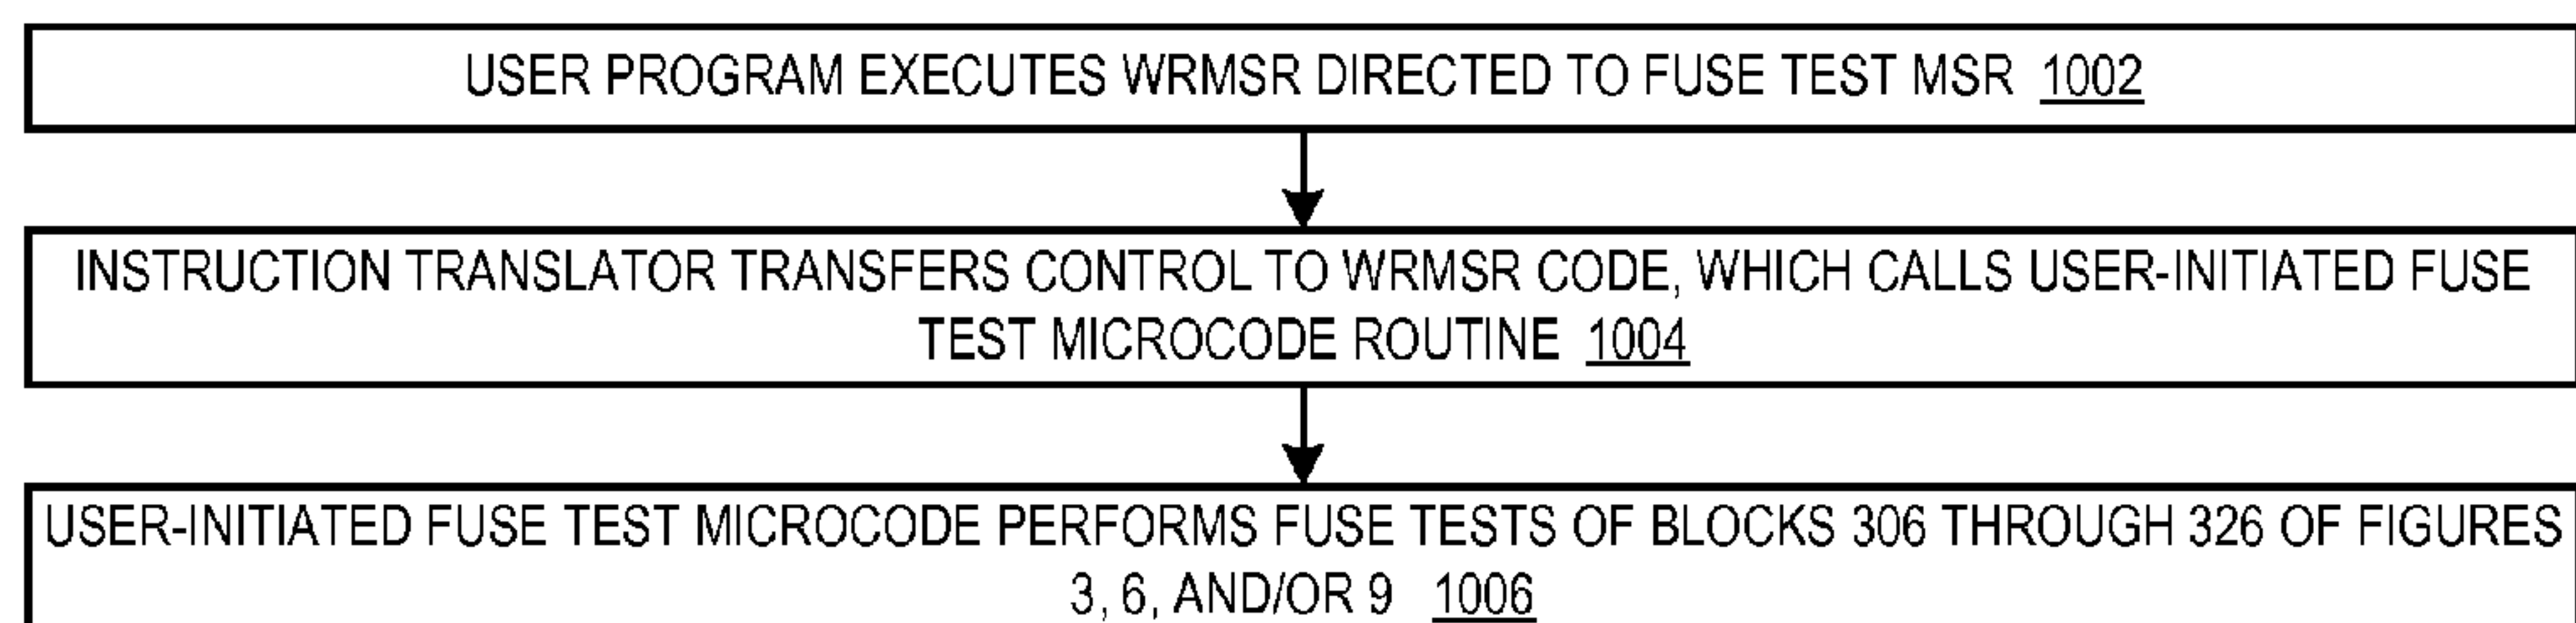 USER PROGRAM EXECUTES WRMSR DIRECTED TO FUSE TEST MSR 1002
INSTRUCTION TRANSLATOR TRANSFERS CONTROL TO WRMSR CODE, WHICH CALLS USER-INITIATED FUSE
TEST MICROCODE ROUTINE 1004
USER-INITIATED FUSE TEST MICROCODE PERFORMS FUSE TESTS OF BLOCKS 306 THROUGH 326 OF FIGURES
3, 6, AND/OR 9 1006